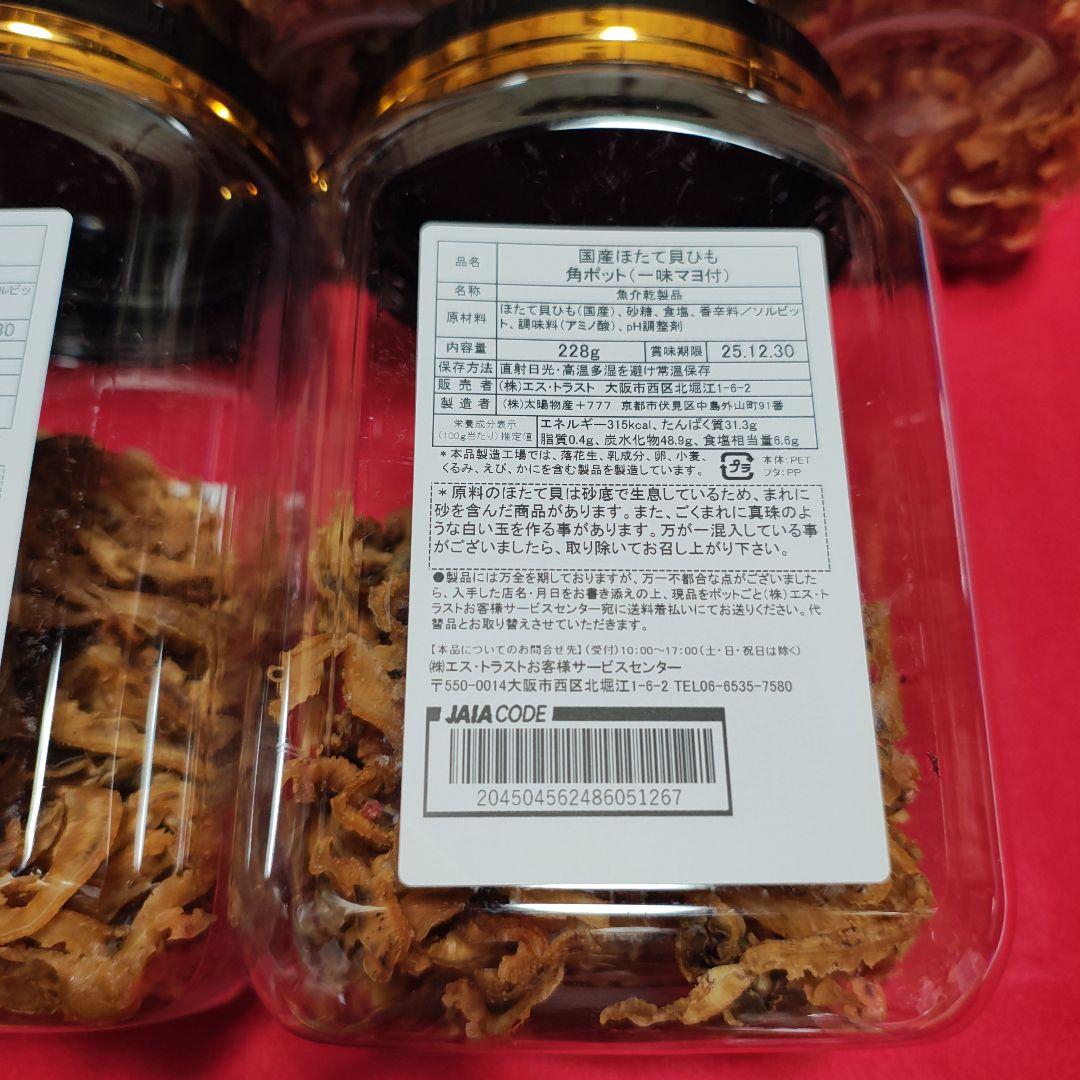 品名 国産ほたて貝ひも
角ポット(一味マヨ付)
名称 魚介乾製品
原材料 ほたて貝ひも(国産)、砂糖、食塩、香辛料/ソルビッ
ト、調味料(アミノ酸)、pH調整剤
内容量 228g 賞味期限 25.12.30
保存方法 直射日光・高温多湿を避け常温保存
販売者 (株)エス・トラスト 大阪市西区北堀江1-6-2
製造者 (株)太陽物産+777 京都市伏見区中島外山町91番
栄養成分表示 エネルギー315kcal、たんぱく質31.3g
(100g当たり)推定値 脂質0.4g、炭水化物48.9g、食塩相当量6.6g
*本品製造工場では、落花生、乳成分、卵、小麦、
くるみ、えび、かにを含む製品を製造しています。
プラ
本体:PET
フタ:PP
*原料のほたて貝は砂底で生息しているため、まれに
砂を含んだ商品があります。また、ごくまれに真珠のよ
うな白い玉を作る事があります。万が一混入している事
がございましたら、取り除いてお召し上がり下さい。
●製品には万全を期しておりますが、万一不都合な点がございました
ら、入手した店名・月日をお書き添えの上、現品をポットごと(株)エス・ト
ラストお客様サービスセンター宛に送料着払いにてお送りください。代
替品とお取り替えさせていただきます。
【本品についてのお問合せ先】(受付)10:00~17:00(土・日・祝日は除く)
㈱エス・トラストお客様サービスセンター
〒550-0014大阪市西区北堀江1-6-2 TEL06-6535-7580
JAIA CODE
204504562486051267